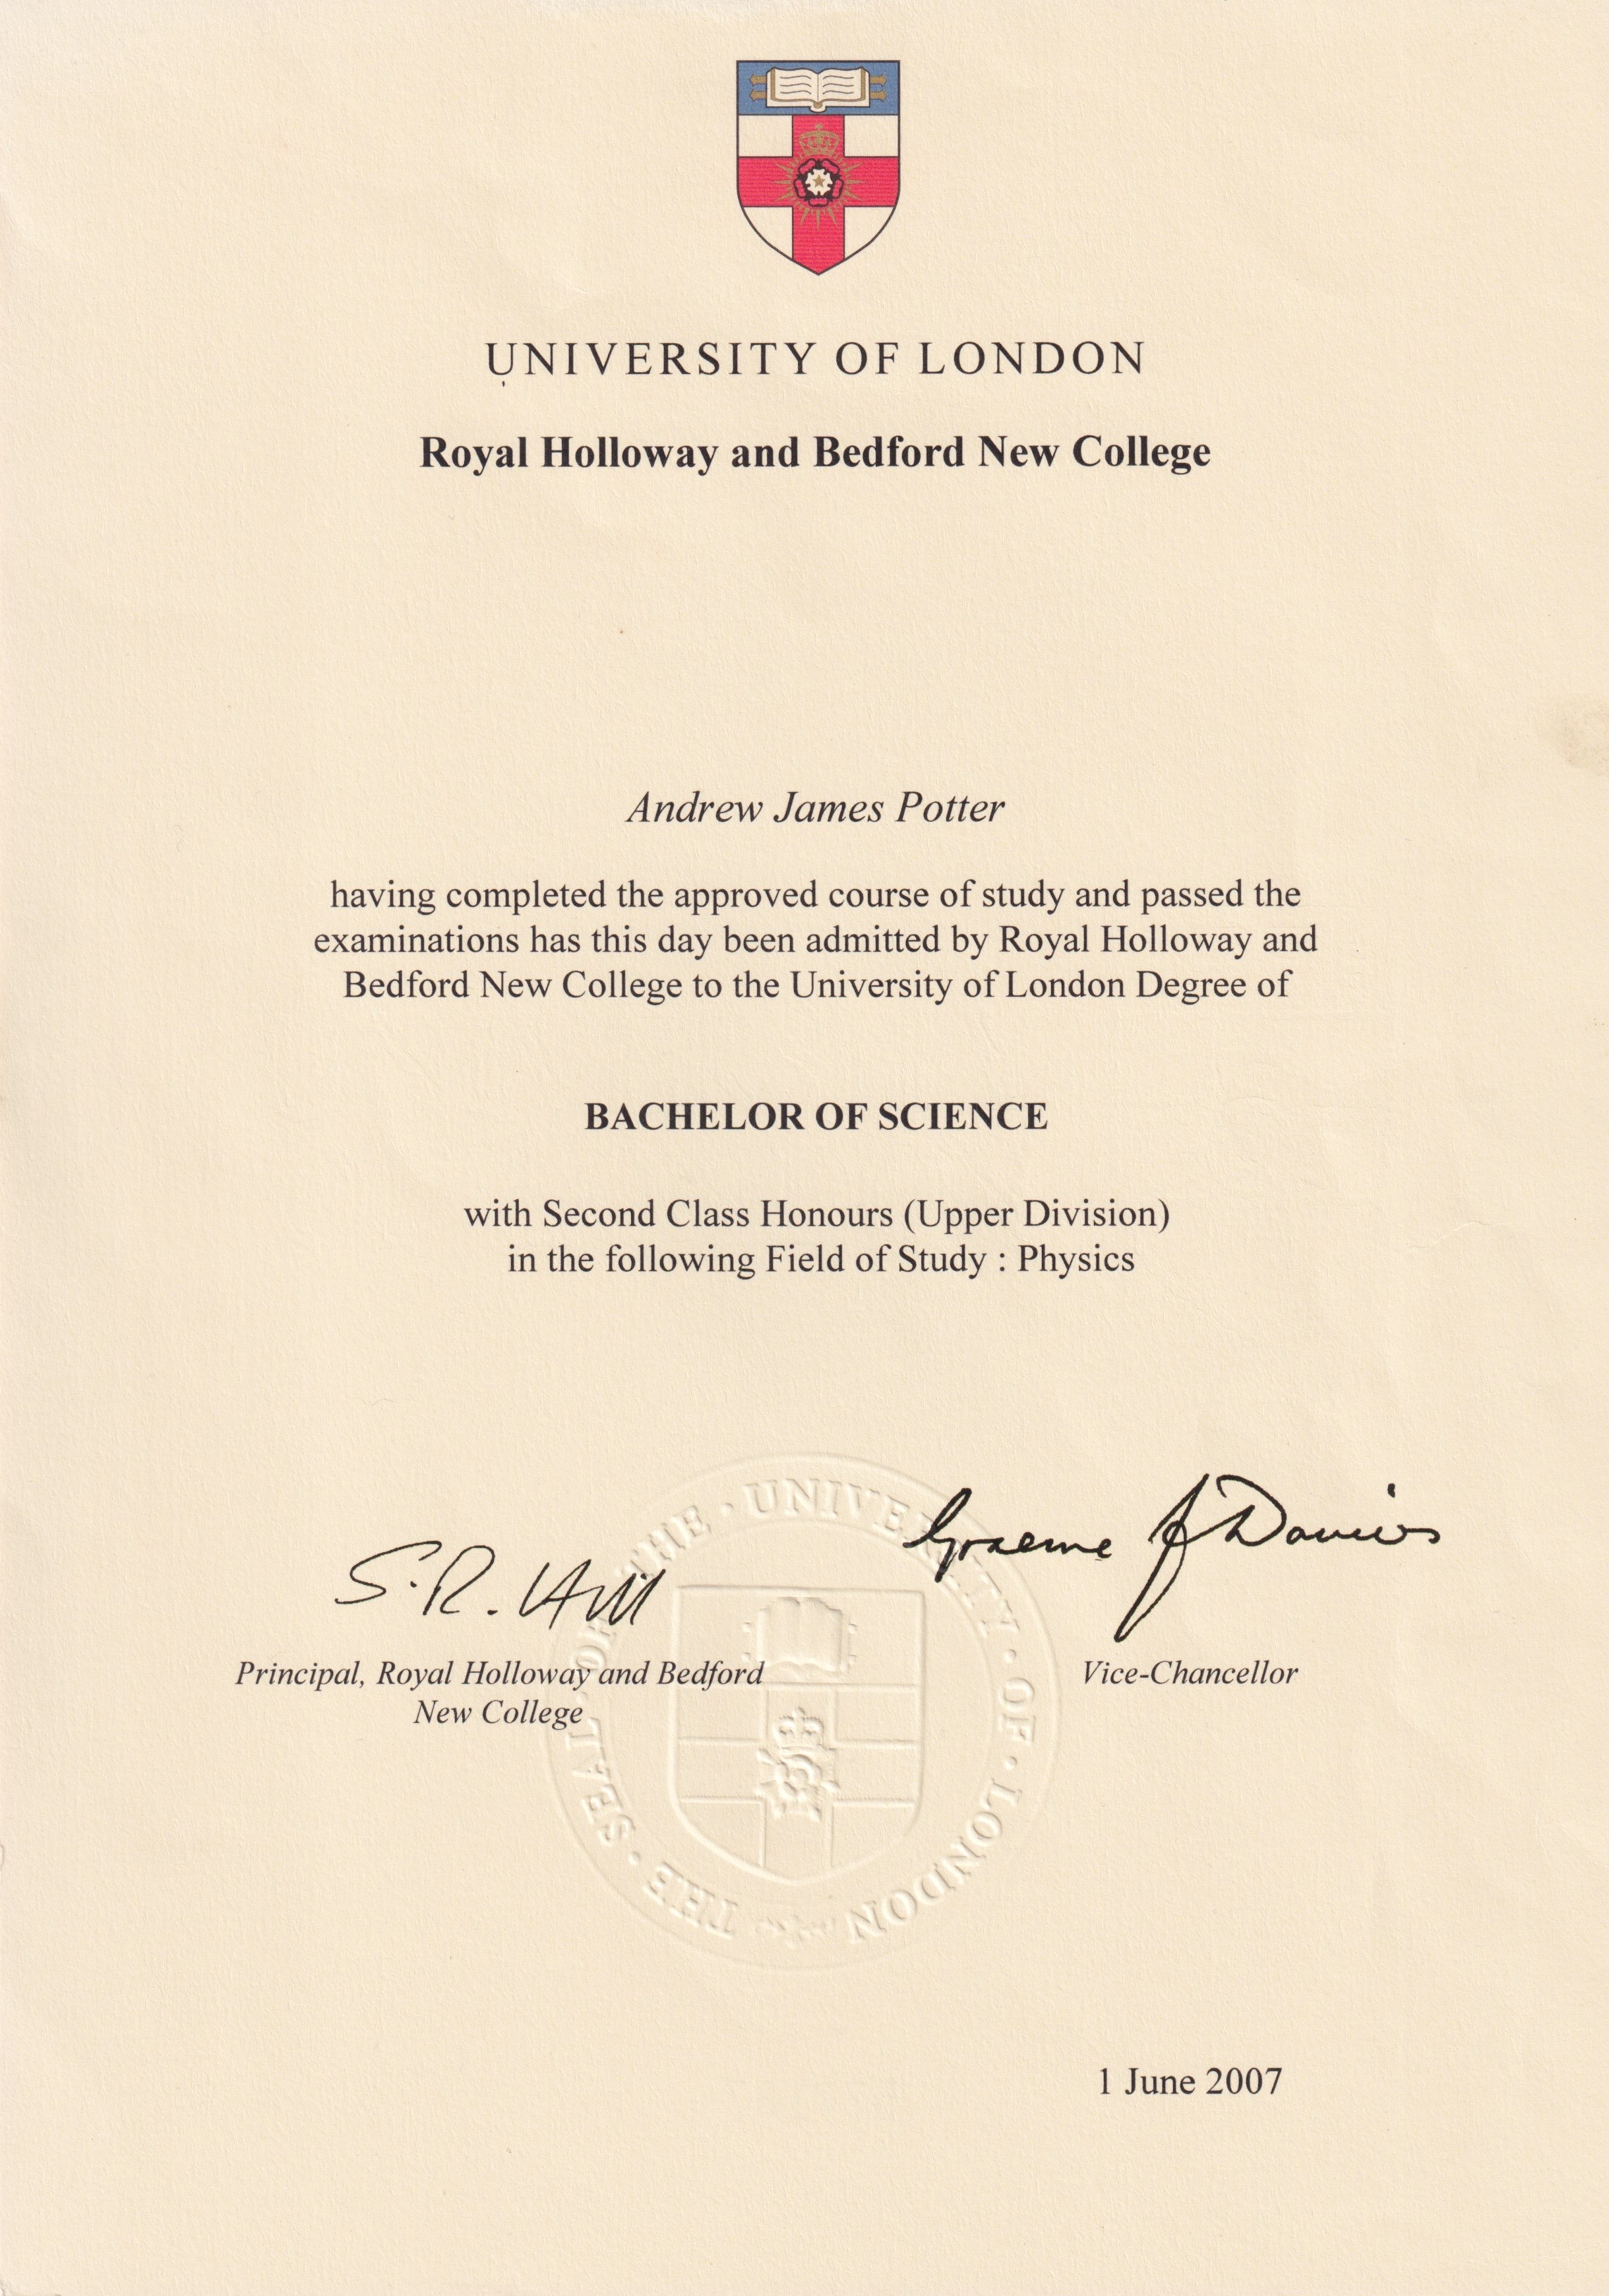 UNIVERSITY OF LONDON
Royal Holloway and Bedford New College
Andrew James Potter
having completed the approved course of study and passed the
examinations has this day been admitted by Royal Holloway and
Bedford New College to the University of London Degree of
BACHELOR OF SCIENCE
with Second Class Honours (Upper Division)
in the following Field of Study : Physics
S. R. Hill
Graeme J Davies
Principal, Royal Holloway and Bedford
New College
Vice-Chancellor
THE · SEAL · OF · THE · UNIVERSITY · OF · LONDON
1 June 2007